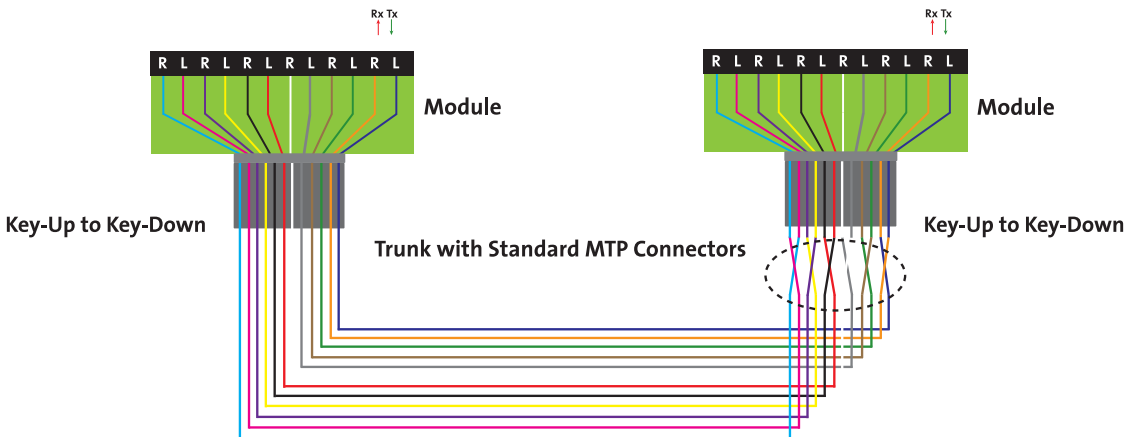 Rx Tx
Rx Tx
R L R L R L R L R L R L
R L R L R L R L R L R L
Module
Module
Key-Up to Key-Down
Key-Up to Key-Down
Trunk with Standard MTP Connectors